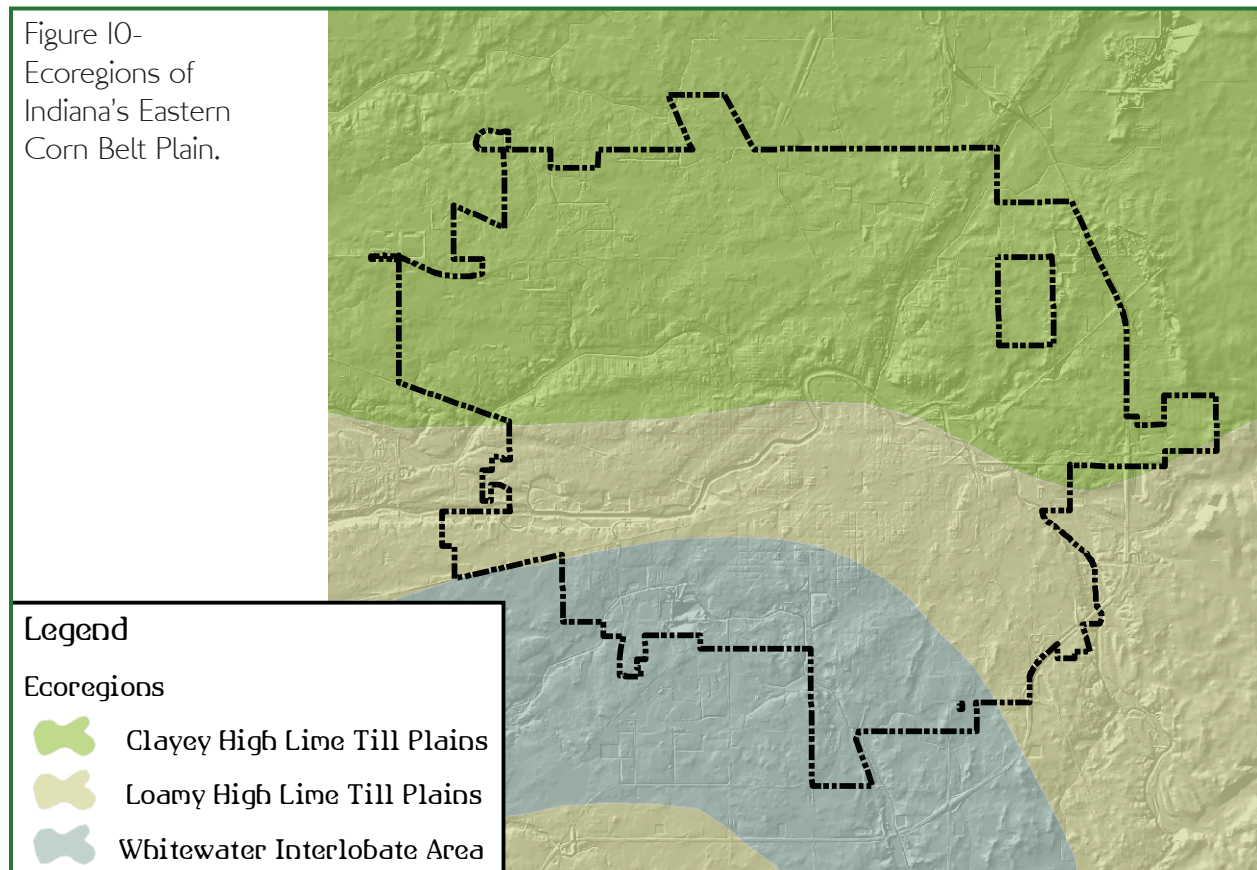 Figure 10-
Ecoregions of
Indiana's Eastern
Corn Belt Plain.
Legend
Ecoregions
Clayey High Lime Till Plains
Loamy High Lime Till Plains
Whitewater Interlobate Area